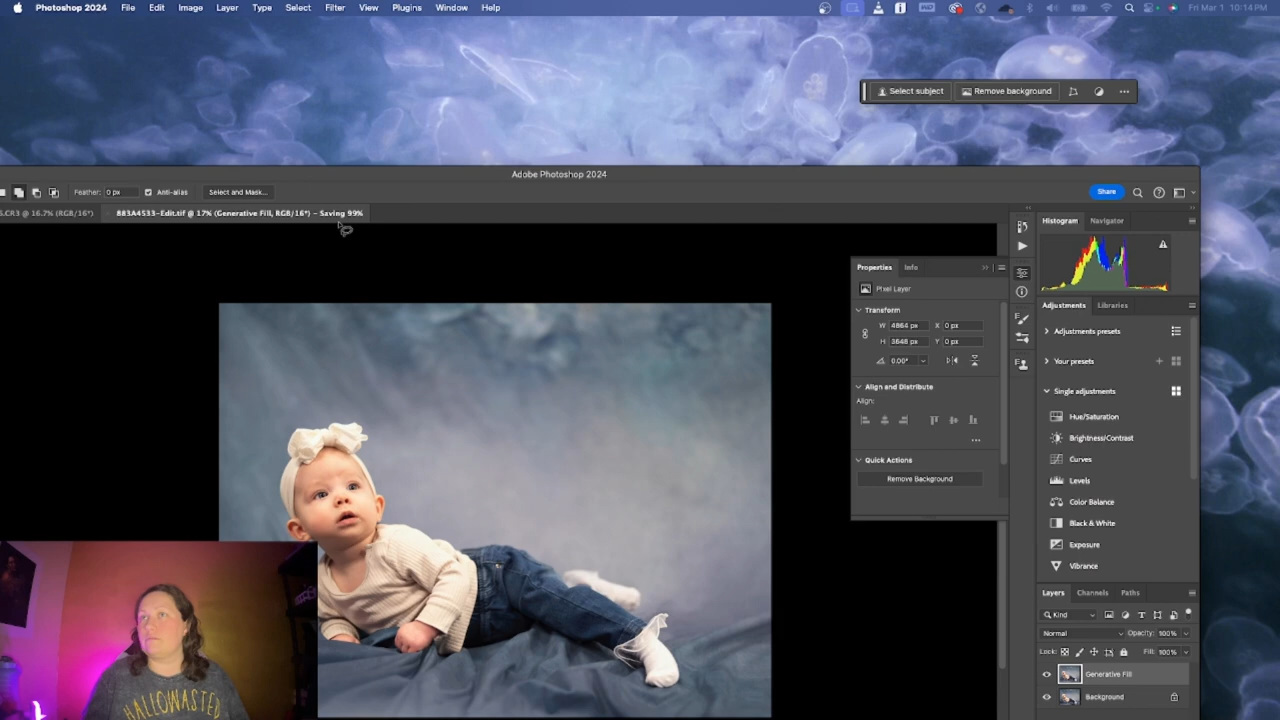 Photoshop 2024 File Edit Image Layer Type Select Filter View Plugins Window Help Fri Mar 1 10:14 PM
Select subject Remove background
Adobe Photoshop 2024
Feather: 0 px Anti-alias Select and Mask... Share
.CR3 @ 16.7% (RGB/16*) 883A4533-Edit.tif @ 17% (Generative Fill, RGB/16*) - Saving 99%
Histogram Navigator
Properties Info
Pixel Layer
Transform
W 4864 px X 0 px
H 3648 px Y 0 px
0.00°
Align and Distribute
Align:
Quick Actions
Remove Background
Adjustments Libraries
Adjustments presets
Your presets
Single adjustments
Hue/Saturation
Brightness/Contrast
Curves
Levels
Color Balance
Black & White
Exposure
Vibrance
Layers Channels Paths
Kind
Normal Opacity: 100%
Lock: Fill: 100%
Generative Fill
Background
HALLOWASTED